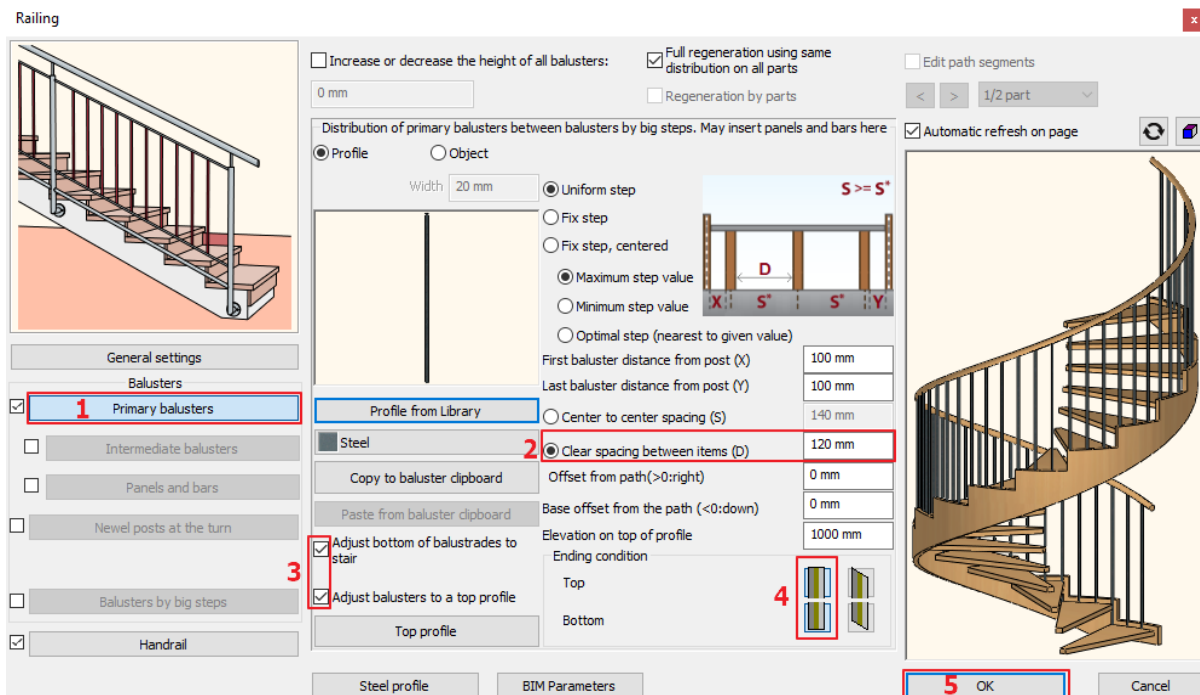 Railing
x
Increase or decrease the height of all balusters:
0 mm
Full regeneration using same
distribution on all parts
Regeneration by parts
Edit path segments
< > 1/2 part
Automatic refresh on page
Distribution of primary balusters between balusters by big steps. May insert panels and bars here
Profile Object
Width 20 mm
Uniform step
Fix step
Fix step, centered
Maximum step value
Minimum step value
Optimal step (nearest to given value)
S >= S*
D
X S* S* Y
First baluster distance from post (X) 100 mm
Last baluster distance from post (Y) 100 mm
Center to center spacing (S) 140 mm
2 Clear spacing between items (D) 120 mm
Offset from path(>0:right) 0 mm
Base offset from the path (<0:down) 0 mm
Elevation on top of profile 1000 mm
Ending condition
Top
Bottom
4
General settings
Balusters
1 Primary balusters
Intermediate balusters
Panels and bars
Newel posts at the turn
Balusters by big steps
Handrail
Profile from Library
Steel
Copy to baluster clipboard
Paste from baluster clipboard
3
Adjust bottom of balustrades to
stair
Adjust balusters to a top profile
Top profile
Steel profile
BIM Parameters
5 OK
Cancel